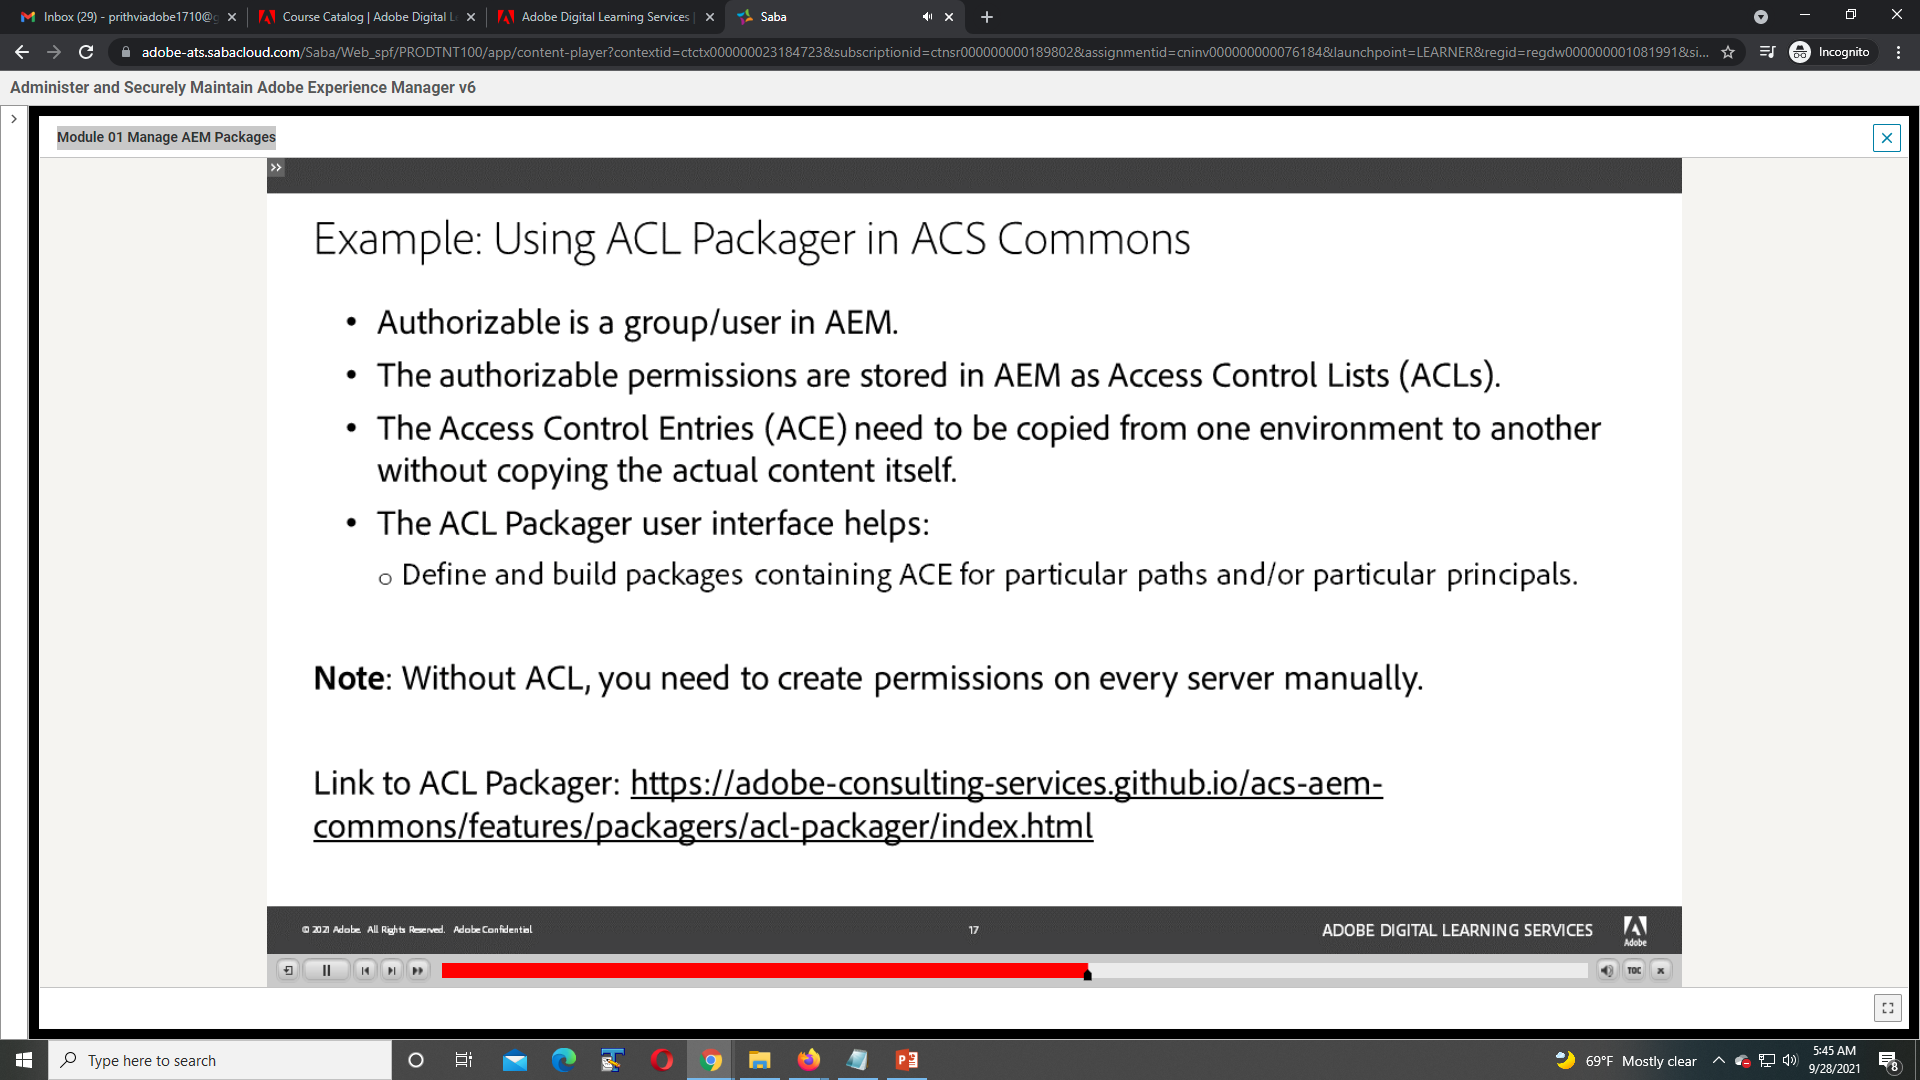 Inbox (29) - prithviadobe1710@g
Course Catalog | Adobe Digital L
Adobe Digital Learning Services |
Saba
adobe-ats.sabacloud.com/Saba/Web_spf/PRODTNT100/app/content-player?contextid=ctctx000000023184723&subscriptionid=ctnsr0000000000189802&assignmentid=cninv000000000076184&launchpoint=LEARNER&regid=regdw000000001081991&si...
Incognito
Administer and Securely Maintain Adobe Experience Manager v6
Module 01 Manage AEM Packages
Example: Using ACL Packager in ACS Commons
• Authorizable is a group/user in AEM.
• The authorizable permissions are stored in AEM as Access Control Lists (ACLs).
• The Access Control Entries (ACE) need to be copied from one environment to another
without copying the actual content itself.
• The ACL Packager user interface helps:
o Define and build packages containing ACE for particular paths and/or particular principals.
Note: Without ACL, you need to create permissions on every server manually.
Link to ACL Packager: https://adobe-consulting-services.github.io/acs-aem-
commons/features/packagers/acl-packager/index.html
© 2021 Adobe. All Rights Reserved. Adobe Confidential
17
ADOBE DIGITAL LEARNING SERVICES
Adobe
TOC
Type here to search
69°F Mostly clear
5:45 AM
9/28/2021
8